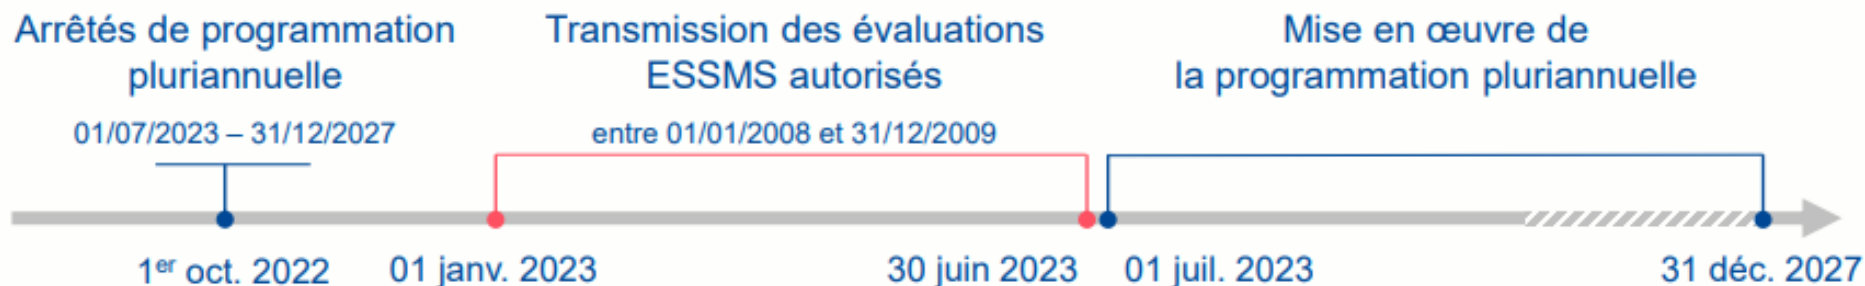 Arrêtés de programmation
pluriannuelle
01/07/2023 – 31/12/2027
Transmission des évaluations
ESSMS autorisés
entre 01/01/2008 et 31/12/2009
Mise en œuvre de
la programmation pluriannuelle
1er oct. 2022
01 janv. 2023
30 juin 2023
01 juil. 2023
31 déc. 2027